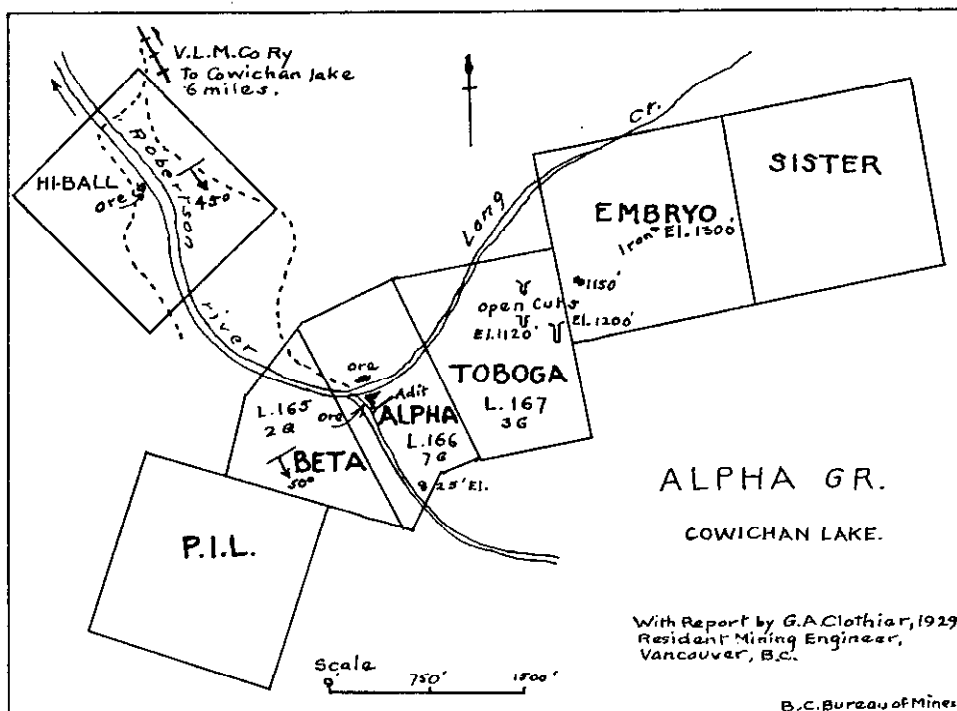 V.L.M.Co Ry
To Cowichan lake
6 miles.
Robertson
river
HI-BALL
ore
450
Long Cr.
SISTER
EMBRYO
Iron El. 1300'
1150'
open Cuts
El. 1120'
El. 1200'
TOBOGA
L. 167
3 G
ore
Adit
ore
ALPHA
L. 166
7 G
L. 165
2 G
BETA
50°
825' El.
P.I.L.
ALPHA GR.
COWICHAN LAKE.
With Report by G.A.Clothiar, 1929
Resident Mining Engineer,
Vancouver, B.C.
Scale
0' 750' 1500'
B.C. Bureau of Mines